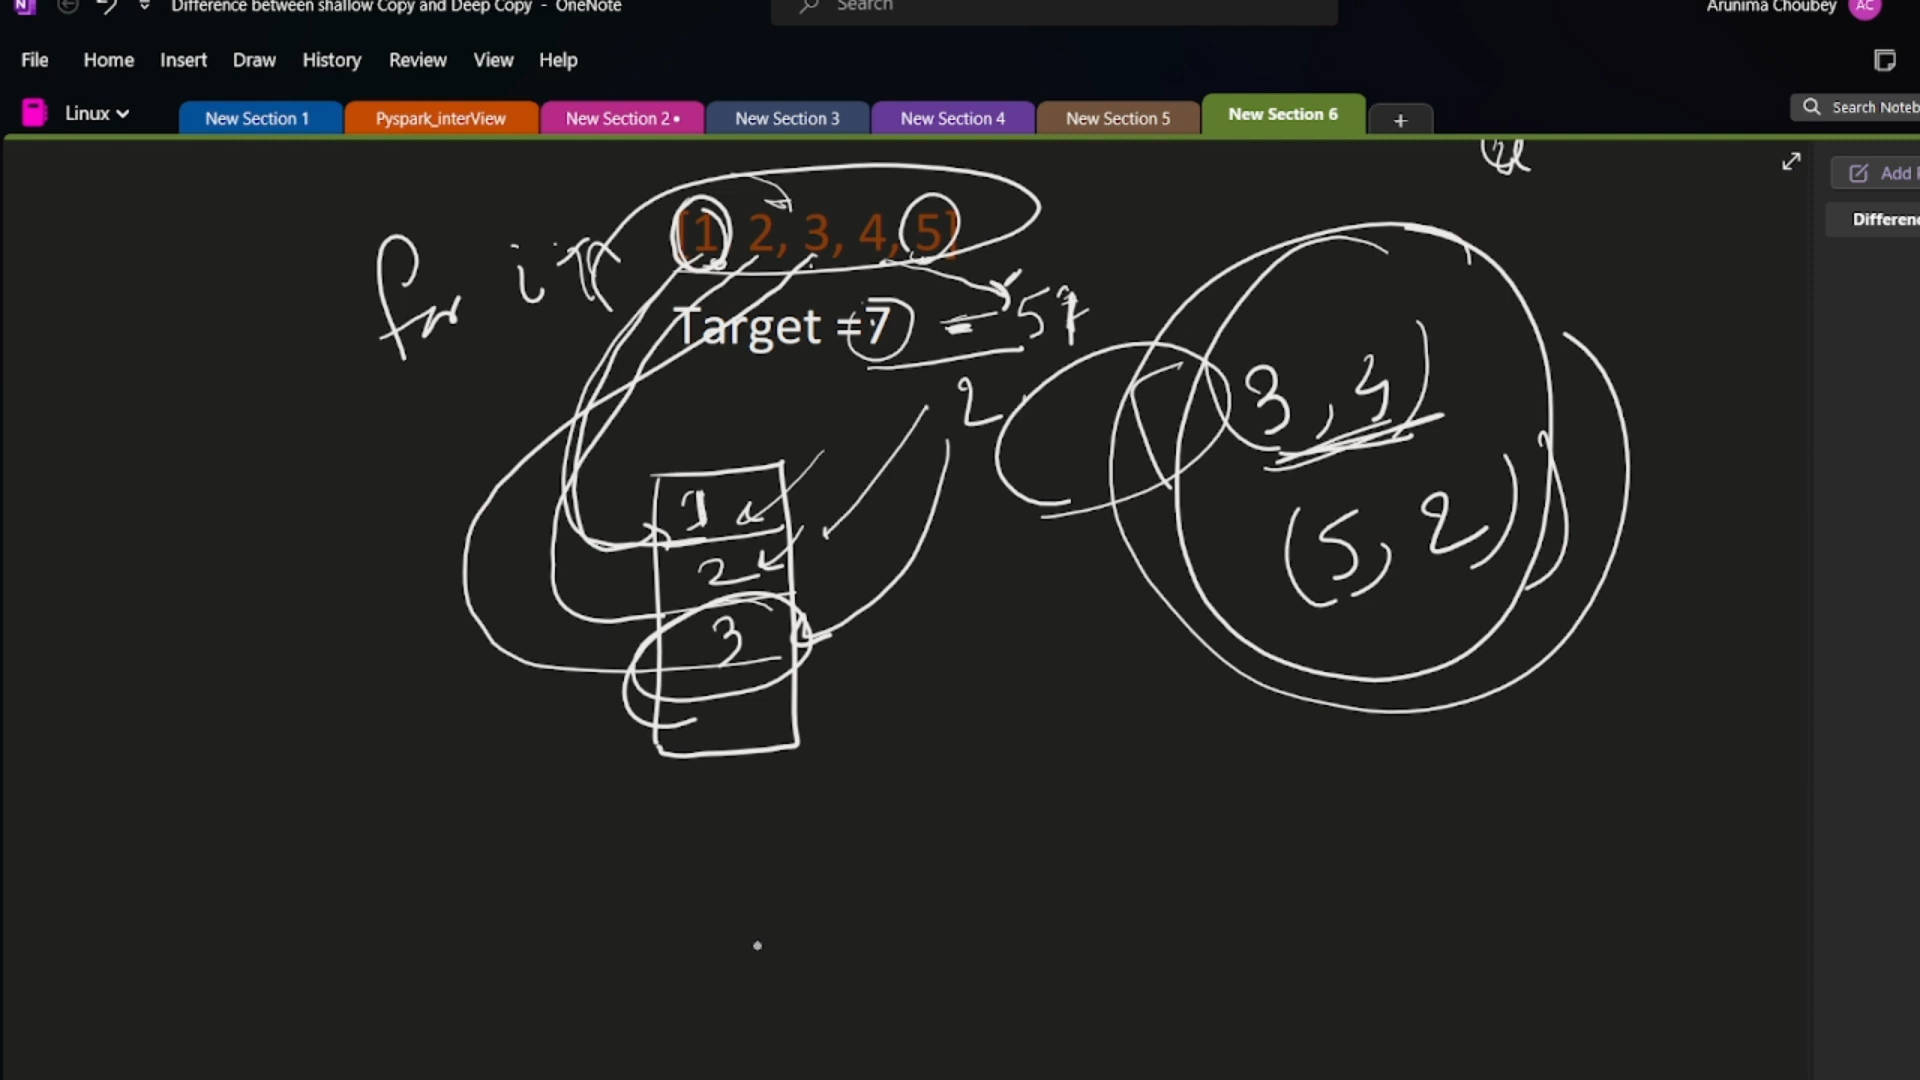 Difference between shallow Copy and Deep Copy - OneNote
Search
Arunima Choubey
AC
File Home Insert Draw History Review View Help
Linux
New Section 1 Pyspark_interView New Section 2 New Section 3 New Section 4 New Section 5 New Section 6 +
Search Noteb
Add P
Differenc
for i in
[1, 2, 3, 4, 5]
Target =7
- 5
2
3, 4)
(5, 2)
1
2
3